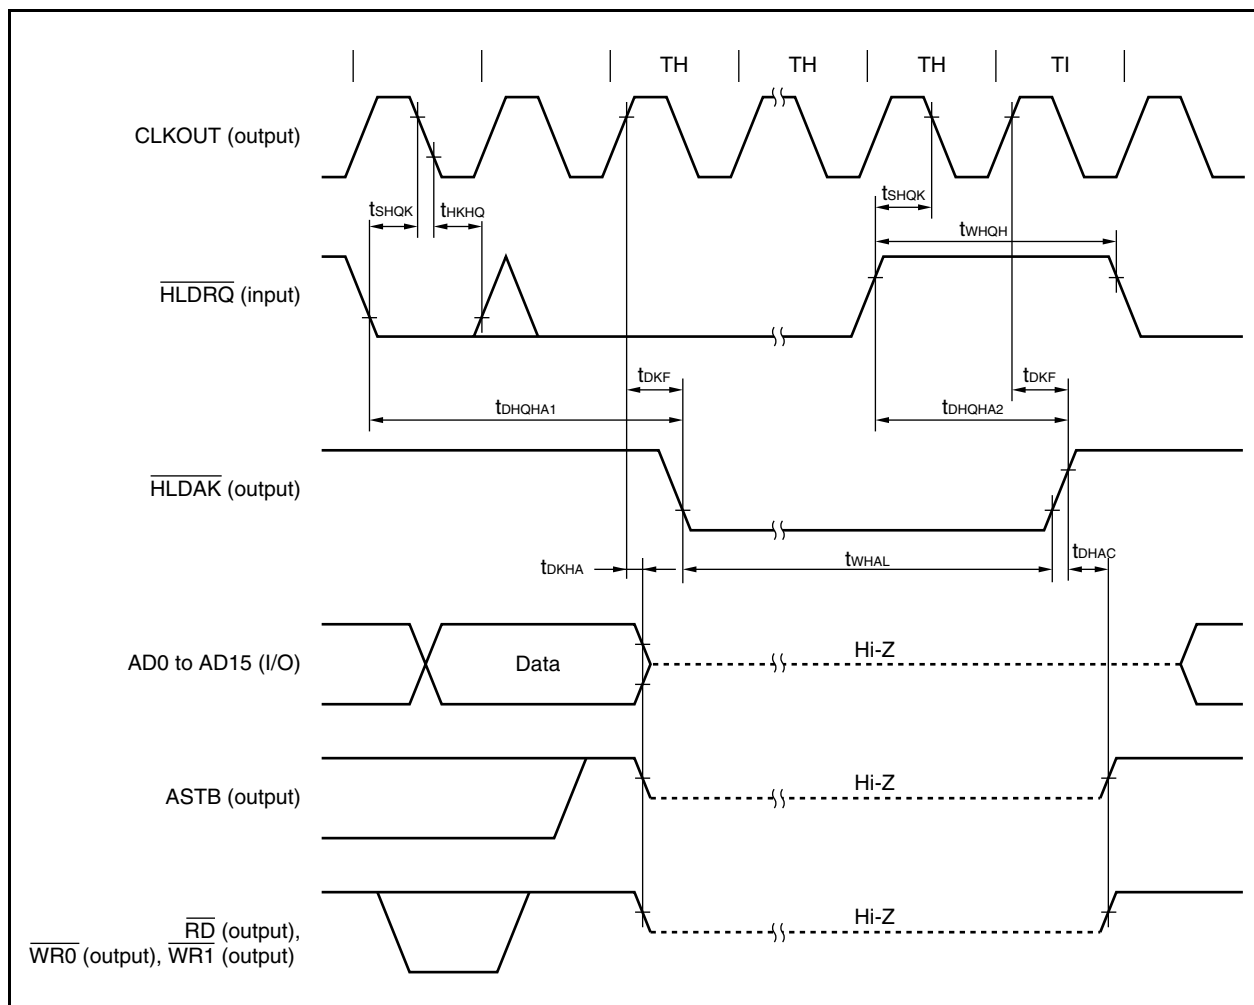 TH TH TH TI
CLKOUT (output)
tSHQK tHKHQ tSHQK
tWHQH
HLDRQ (input)
tDKF tDKF
tDHQHA1 tDHQHA2
HLDAK (output)
tDKHA tWHAL tDHAC
AD0 to AD15 (I/O) Data Hi-Z
ASTB (output) Hi-Z
RD (output), Hi-Z
WR0 (output), WR1 (output)